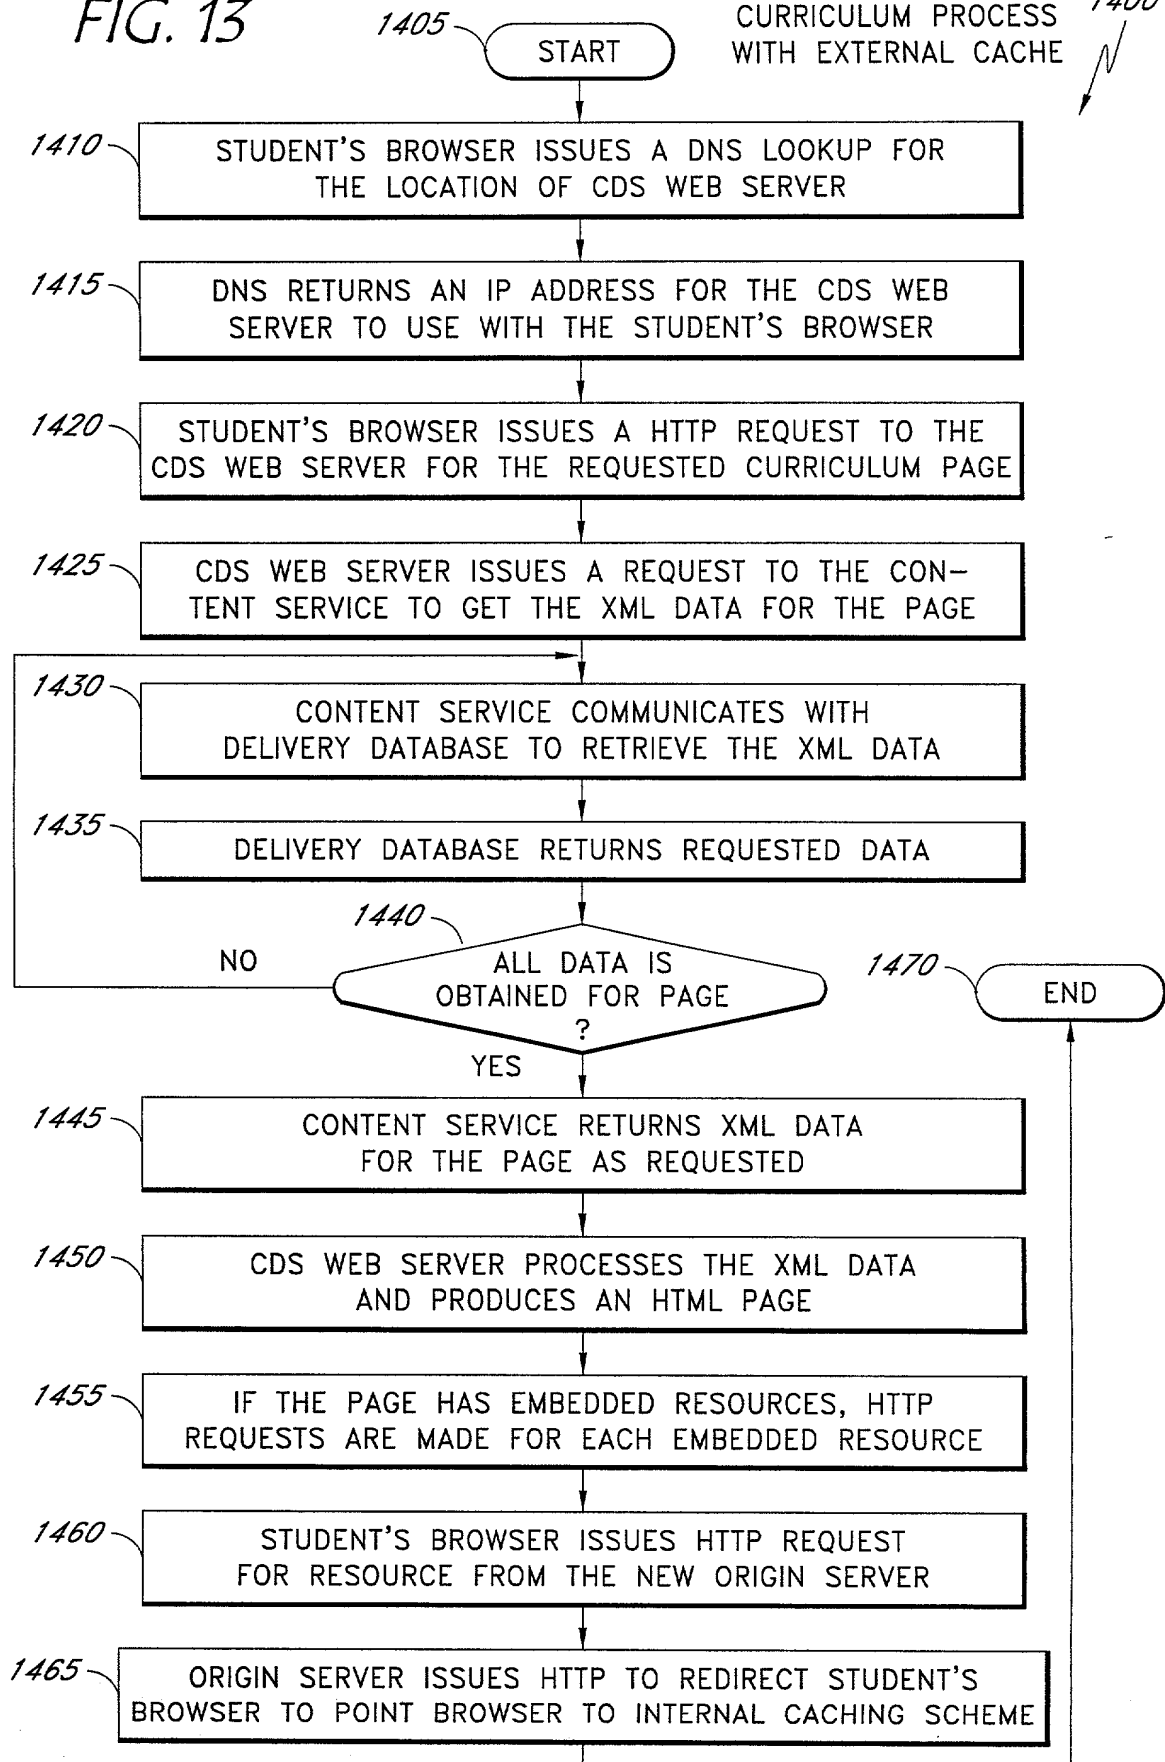 FIG. 13
1405
START
CURRICULUM PROCESS
WITH EXTERNAL CACHE
1400
1410
STUDENT'S BROWSER ISSUES A DNS LOOKUP FOR
THE LOCATION OF CDS WEB SERVER
1415
DNS RETURNS AN IP ADDRESS FOR THE CDS WEB
SERVER TO USE WITH THE STUDENT'S BROWSER
1420
STUDENT'S BROWSER ISSUES A HTTP REQUEST TO THE
CDS WEB SERVER FOR THE REQUESTED CURRICULUM PAGE
1425
CDS WEB SERVER ISSUES A REQUEST TO THE CON-
TENT SERVICE TO GET THE XML DATA FOR THE PAGE
1430
CONTENT SERVICE COMMUNICATES WITH
DELIVERY DATABASE TO RETRIEVE THE XML DATA
1435
DELIVERY DATABASE RETURNS REQUESTED DATA
1440
NO
ALL DATA IS
OBTAINED FOR PAGE
?
YES
1470
END
1445
CONTENT SERVICE RETURNS XML DATA
FOR THE PAGE AS REQUESTED
1450
CDS WEB SERVER PROCESSES THE XML DATA
AND PRODUCES AN HTML PAGE
1455
IF THE PAGE HAS EMBEDDED RESOURCES, HTTP
REQUESTS ARE MADE FOR EACH EMBEDDED RESOURCE
1460
STUDENT'S BROWSER ISSUES HTTP REQUEST
FOR RESOURCE FROM THE NEW ORIGIN SERVER
1465
ORIGIN SERVER ISSUES HTTP TO REDIRECT STUDENT'S
BROWSER TO POINT BROWSER TO INTERNAL CACHING SCHEME